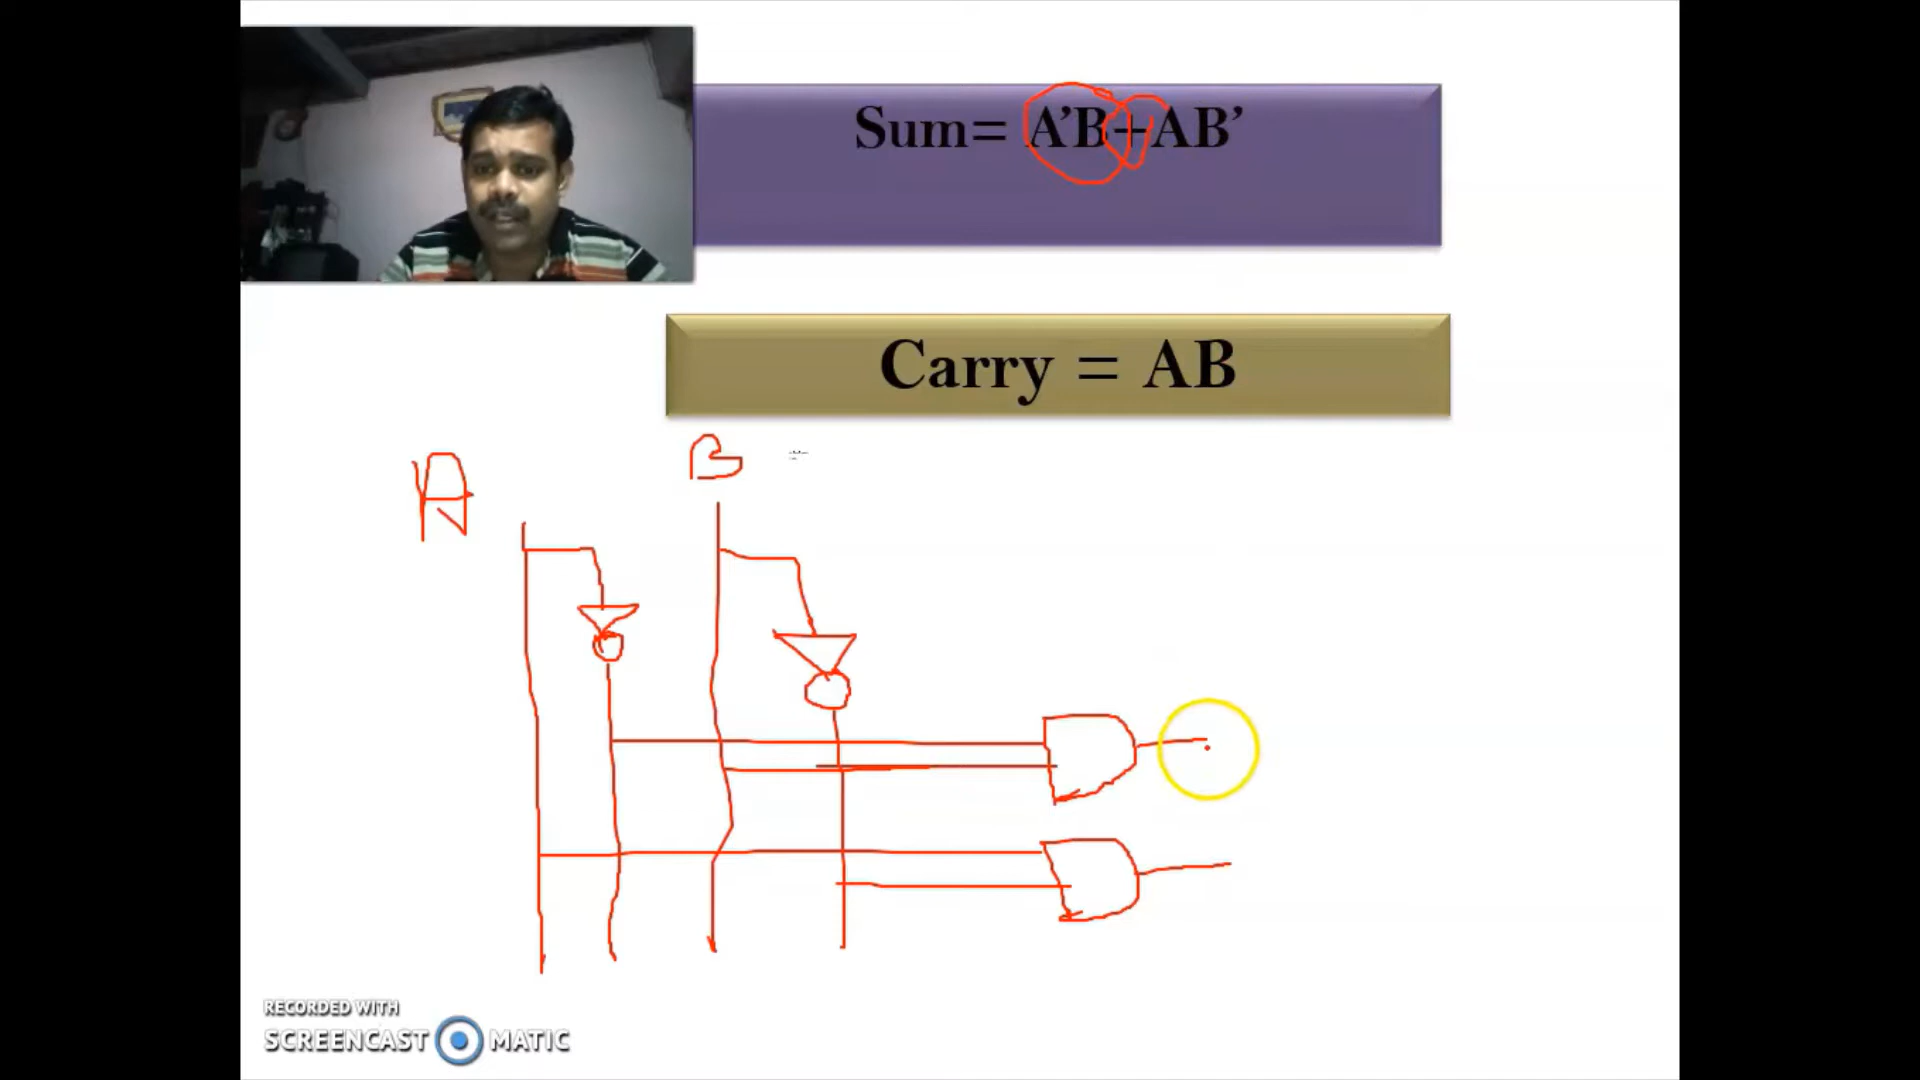 Sum= A’B+AB’
Carry = AB
B
A
RECORDED WITH
SCREENCAST MATIC